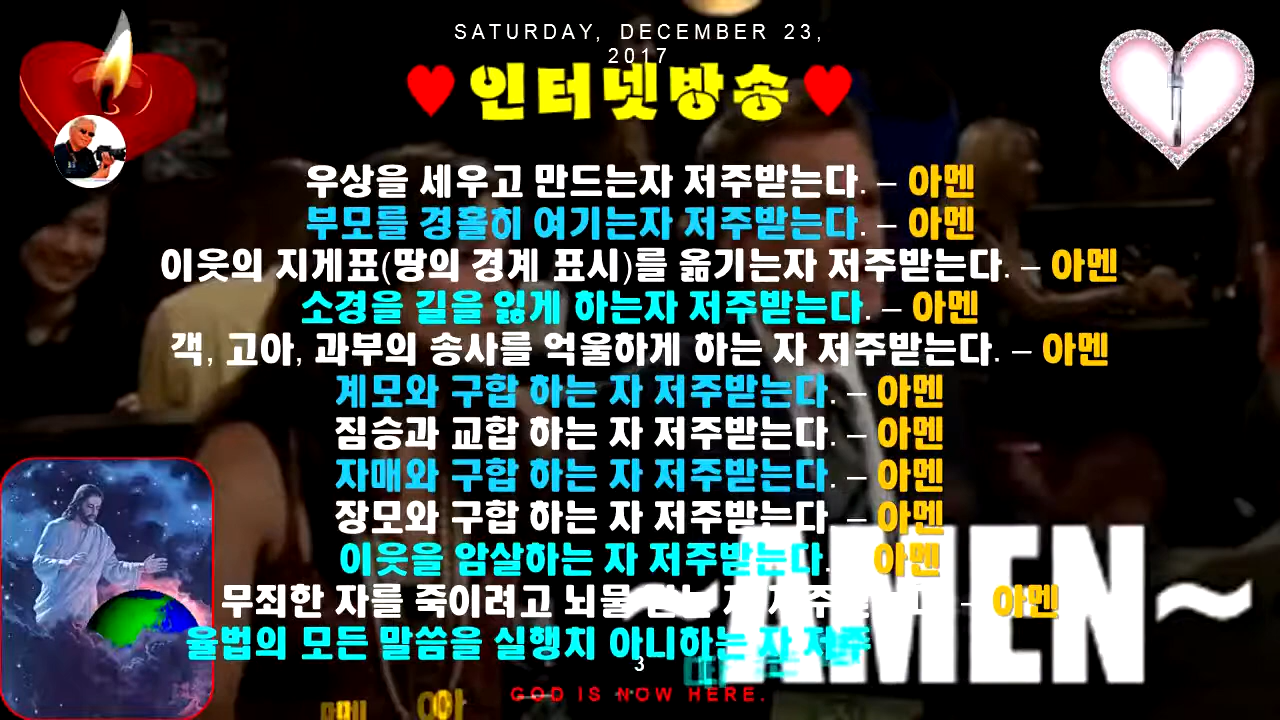 SATURDAY, DECEMBER 23,
2017
♥인터넷방송♥
우상을 세우고 만드는자 저주받는다. – 아멘
부모를 경홀히 여기는자 저주받는다. – 아멘
이웃의 지게표(땅의 경계 표시)를 옮기는자 저주받는다. – 아멘
소경을 길을 잃게 하는자 저주받는다. – 아멘
객, 고아, 과부의 송사를 억울하게 하는 자 저주받는다. – 아멘
계모와 구합 하는 자 저주받는다. – 아멘
짐승과 교합 하는 자 저주받는다. – 아멘
자매와 구합 하는 자 저주받는다. – 아멘
장모와 구합 하는 자 저주받는다. – 아멘
이웃을 암살하는 자 저주받는다. 아멘
무죄한 자를 죽이려고 뇌물 – 아멘
율법의 모든 말씀을 실행치 아니하는 자 저주
~AMEN~
3
GOD IS NOW HERE.